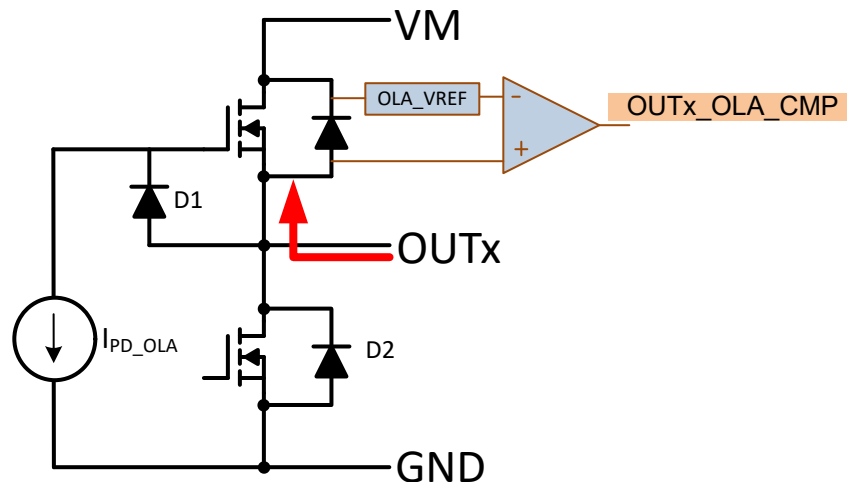 VM
OLA_VREF
-
+
OUTx_OLA_CMP
D1
OUTx
IPD_OLA
D2
GND